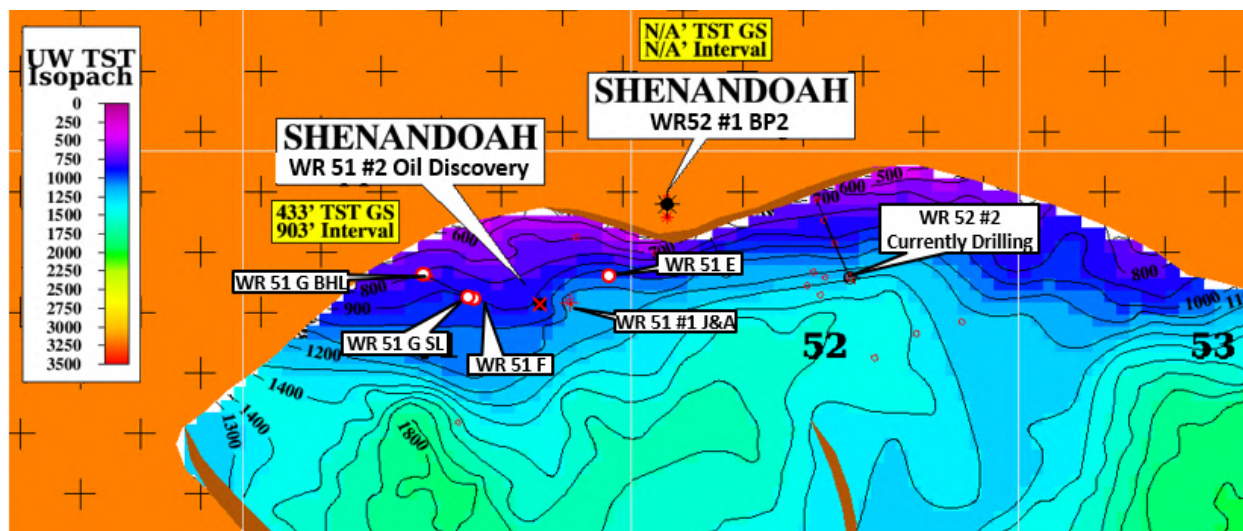 UW TST
Isopach
0
250
500
750
1000
1250
1500
1750
2000
2250
2500
2750
3000
3250
3500
N/A' TST GS
N/A' Interval
SHENANDOAH
WR52 #1 BP2
SHENANDOAH
WR 51 #2 Oil Discovery
433' TST GS
903' Interval
WR 52 #2
Currently Drilling
WR 51 G BHL
WR 51 E
WR 51 G SL
WR 51 F
WR 51 #1 J&A
52
53
500
600
700
600
700
800
900
800
1000
1200
1400
1400
1300
1800